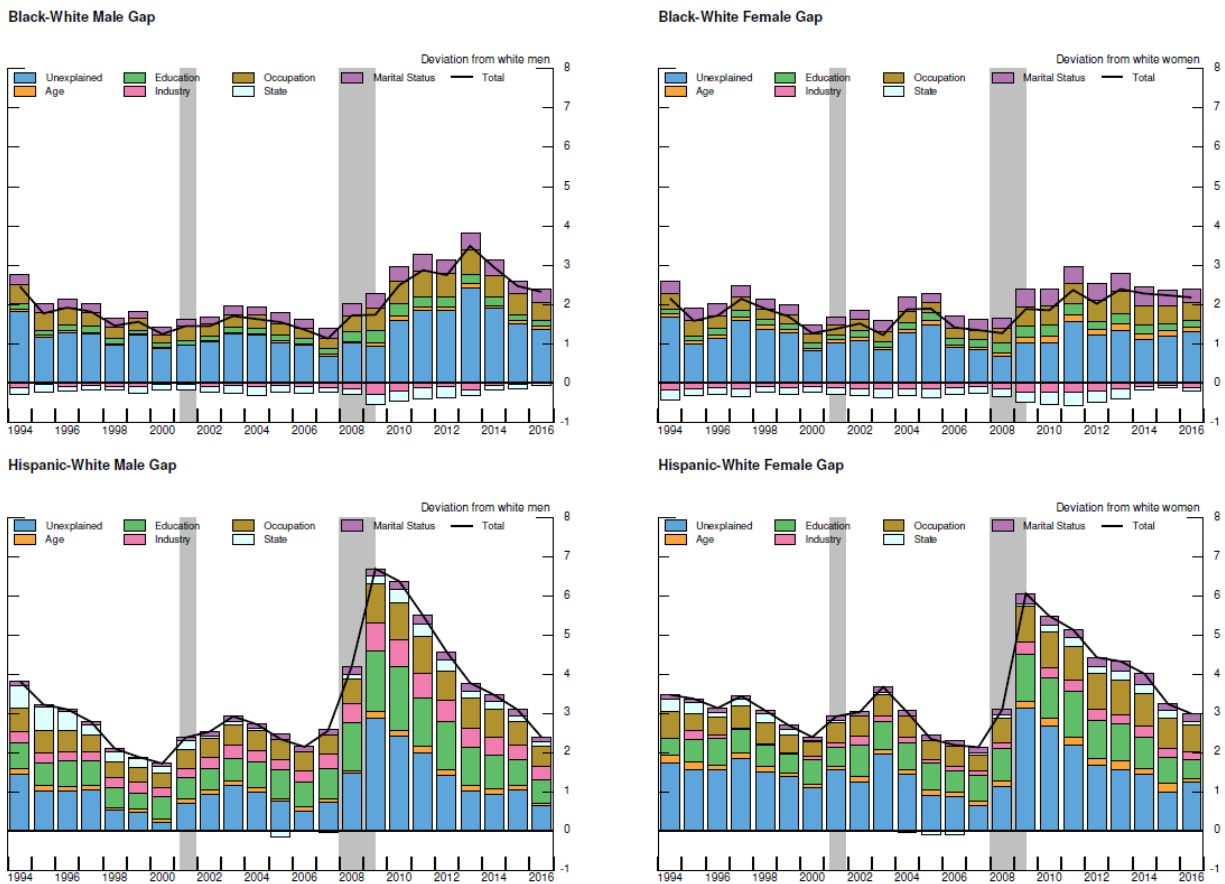 Black-White Male Gap
Deviation from white men
Unexplained Education Occupation Marital Status Total
Age Industry State
8
7
6
5
4
3
2
1
0
-1
1994 1996 1998 2000 2002 2004 2006 2008 2010 2012 2014 2016
Black-White Female Gap
Deviation from white women
Unexplained Education Occupation Marital Status Total
Age Industry State
8
7
6
5
4
3
2
1
0
-1
1994 1996 1998 2000 2002 2004 2006 2008 2010 2012 2014 2016
Hispanic-White Male Gap
Deviation from white men
Unexplained Education Occupation Marital Status Total
Age Industry State
8
7
6
5
4
3
2
1
0
-1
1994 1996 1998 2000 2002 2004 2006 2008 2010 2012 2014 2016
Hispanic-White Female Gap
Deviation from white women
Unexplained Education Occupation Marital Status Total
Age Industry State
8
7
6
5
4
3
2
1
0
-1
1994 1996 1998 2000 2002 2004 2006 2008 2010 2012 2014 2016